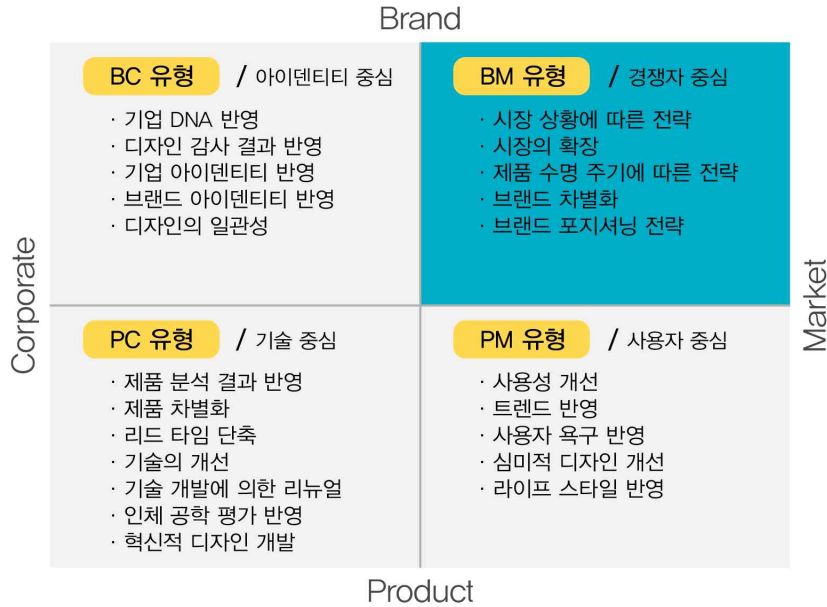 Brand
BC 유형 / 아이덴티티 중심
· 기업 DNA 반영
· 디자인 감사 결과 반영
· 기업 아이덴티티 반영
· 브랜드 아이덴티티 반영
· 디자인의 일관성
BM 유형 / 경쟁자 중심
· 시장 상황에 따른 전략
· 시장의 확장
· 제품 수명 주기에 따른 전략
· 브랜드 차별화
· 브랜드 포지셔닝 전략
Corporate
Market
PC 유형 / 기술 중심
· 제품 분석 결과 반영
· 제품 차별화
· 리드 타임 단축
· 기술의 개선
· 기술 개발에 의한 리뉴얼
· 인체 공학 평가 반영
· 혁신적 디자인 개발
PM 유형 / 사용자 중심
· 사용성 개선
· 트렌드 반영
· 사용자 욕구 반영
· 심미적 디자인 개선
· 라이프 스타일 반영
Product